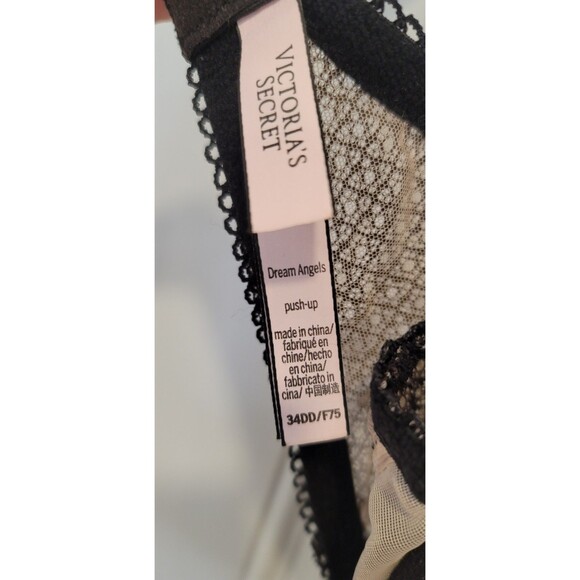 VICTORIA'S
SECRET
Dream Angels
push-up
made in china/
fabriqué en
chine/hecho
en china/
fabbricato in
cina/ 中国制造
34DD/F75